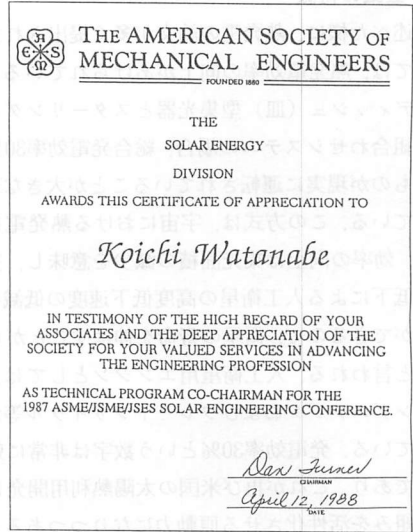 THE AMERICAN SOCIETY OF
MECHANICAL ENGINEERS
FOUNDED 1880
THE
SOLAR ENERGY
DIVISION
AWARDS THIS CERTIFICATE OF APPRECIATION TO
Koichi Watanabe
IN TESTIMONY OF THE HIGH REGARD OF YOUR
ASSOCIATES AND THE DEEP APPRECIATION OF THE
SOCIETY FOR YOUR VALUED SERVICES IN ADVANCING
THE ENGINEERING PROFESSION
AS TECHNICAL PROGRAM CO-CHAIRMAN FOR THE
1987 ASME/JSME/JSES SOLAR ENGINEERING CONFERENCE.
Dan Turner
CHAIRMAN
April 12, 1988
DATE